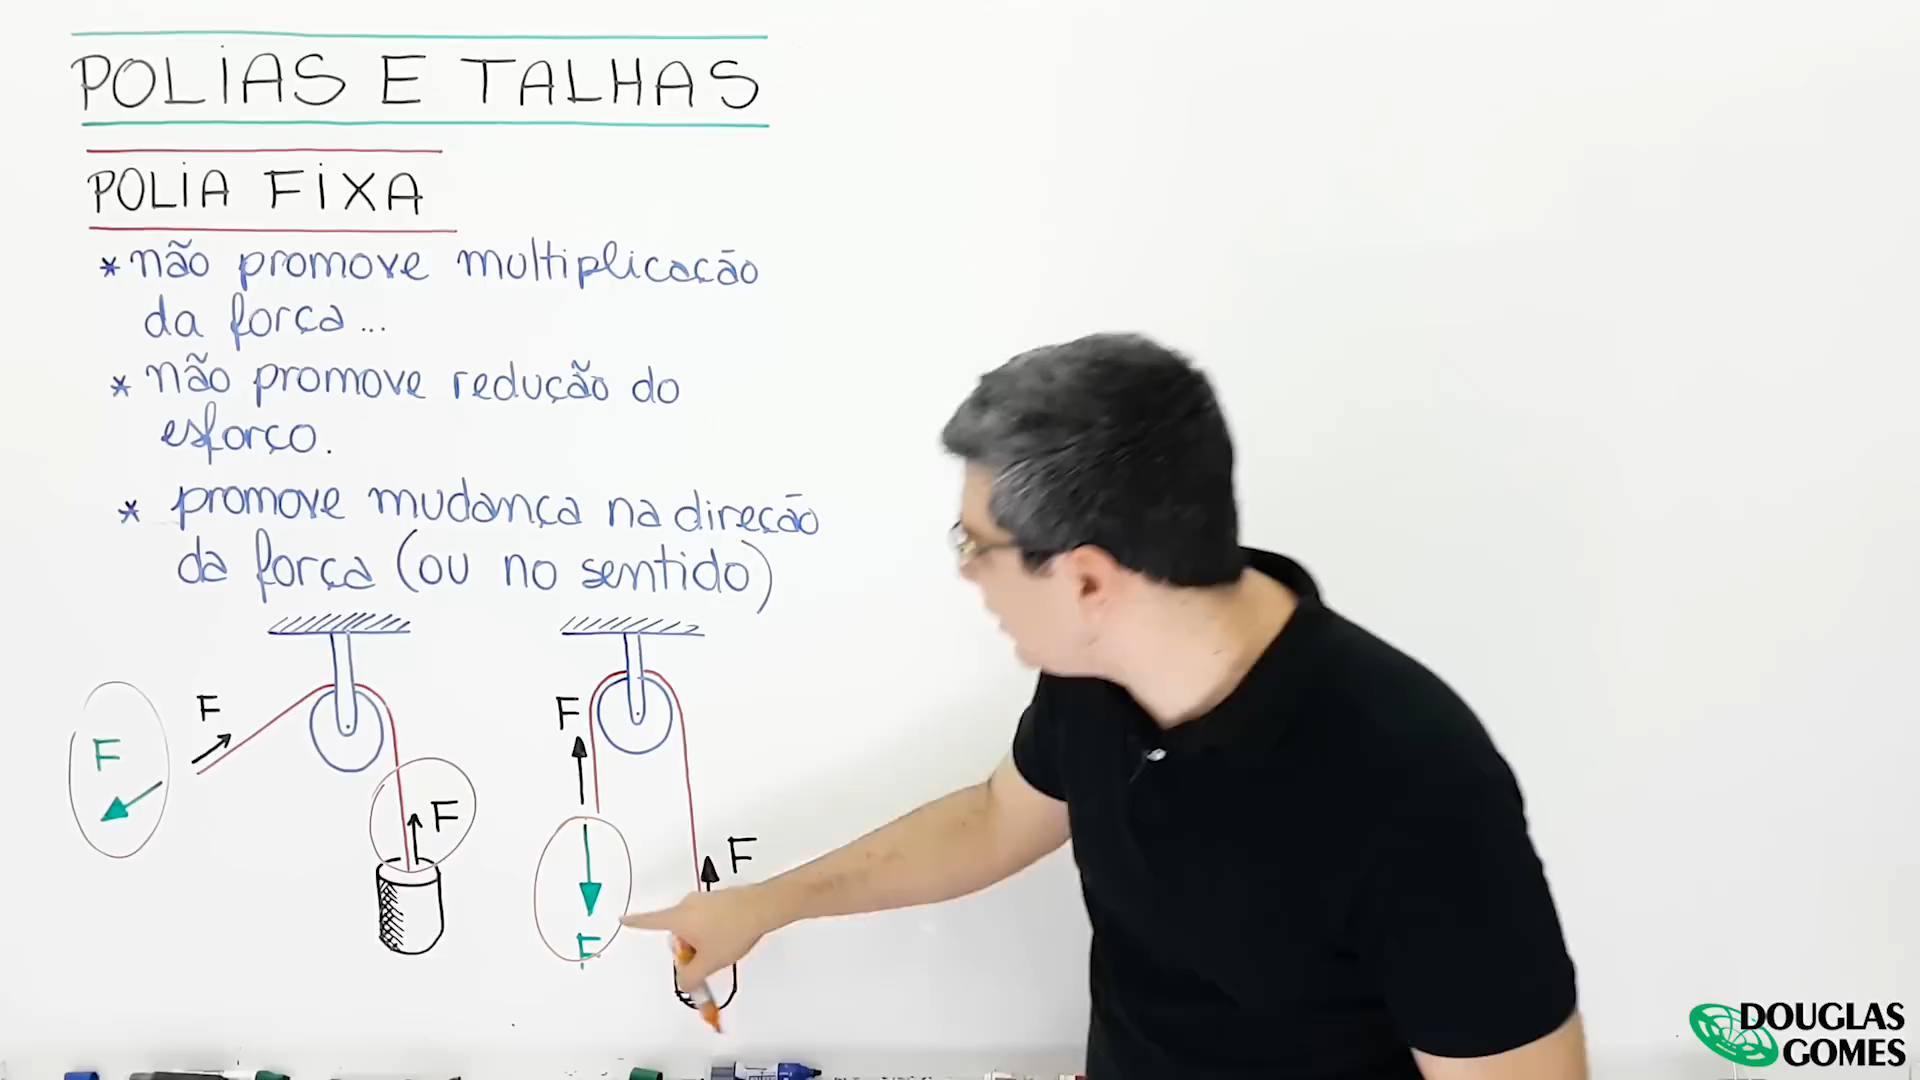 POLIAS E TALHAS
POLIA FIXA
* não promove multiplicação
da força...
* não promove redução do
esforço.
* promove mudança na direção
da força (ou no sentido)
F
F
F
F
F
F
F
DOUGLAS
GOMES